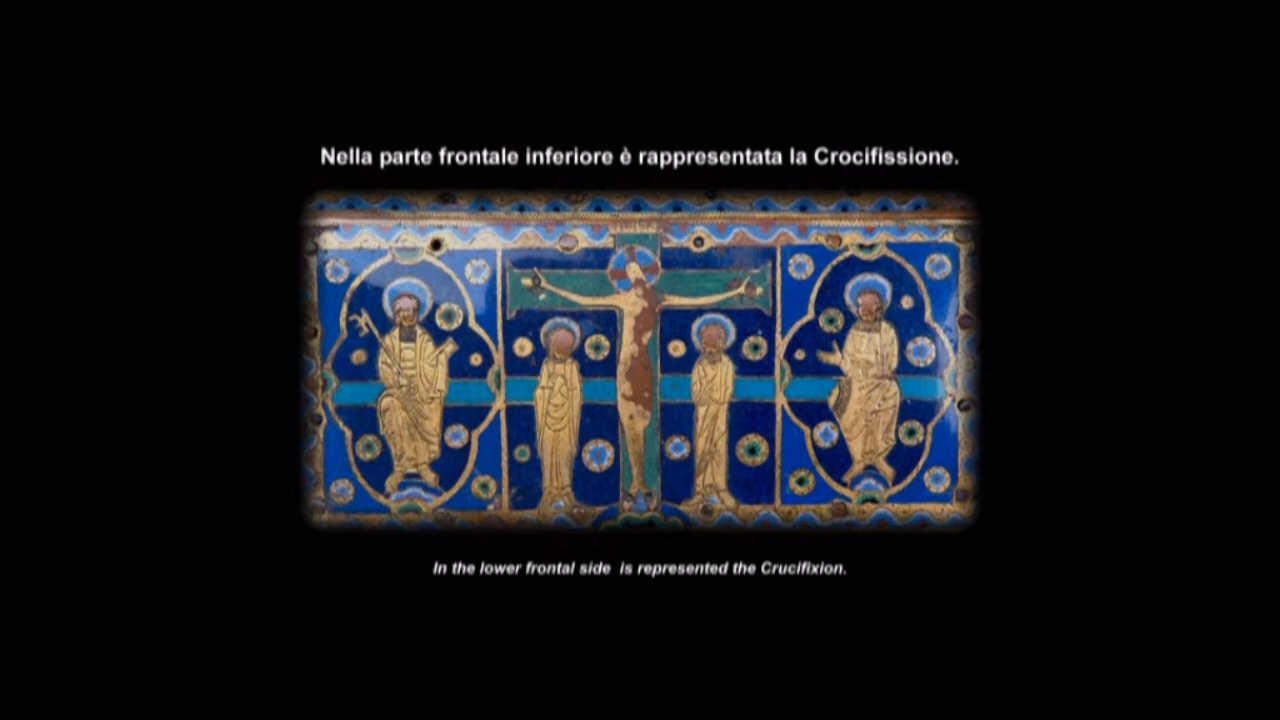 Nella parte frontale inferiore è rappresentata la Crocifissione.
In the lower frontal side is represented the Crucifixion.